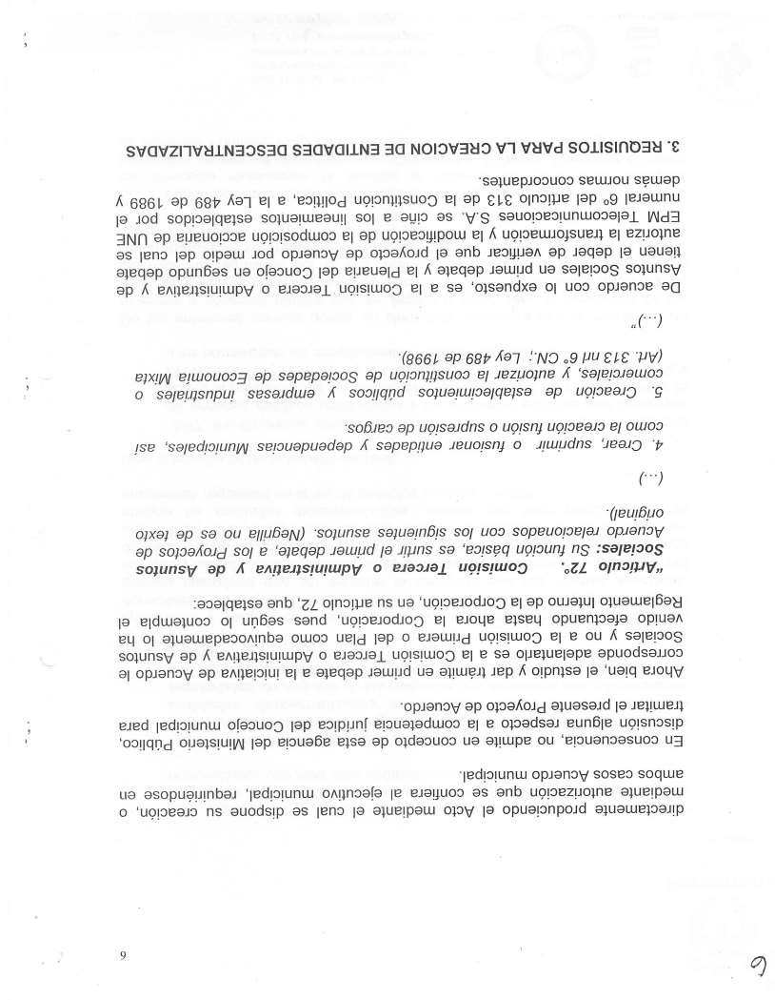 6
6
directamente produciendo el Acto mediante el cual se dispone su creación, o
mediante autorización que se confiera al ejecutivo municipal, requiriéndose en
ambos casos Acuerdo municipal.
En consecuencia, no admite en concepto de esta agencia del Ministerio Público,
discusión alguna respecto a la competencia jurídica del Concejo municipal para
tramitar el presente Proyecto de Acuerdo.
Ahora bien, el estudio y dar trámite en primer debate a la iniciativa de Acuerdo le
corresponde adelantarlo es a la Comisión Tercera o Administrativa y de Asuntos
Sociales y no a la Comisión Primera o del Plan como equivocadamente lo ha
venido efectuando hasta ahora la Corporación, pues según lo contempla el
Reglamento Interno de la Corporación, en su artículo 72, que establece:
“Artículo 72º. Comisión Tercera o Administrativa y de Asuntos
Sociales: Su función básica, es surtir el primer debate, a los Proyectos de
Acuerdo relacionados con los siguientes asuntos. (Negrilla no es de texto
original).
(...)
4. Crear, suprimir o fusionar entidades y dependencias Municipales, así
como la creación fusión o supresión de cargos.
5. Creación de establecimientos públicos y empresas industriales o
comerciales, y autorizar la constitución de Sociedades de Economía Mixta
(Art. 313 nrl 6º CN.; Ley 489 de 1998).
(...)”
De acuerdo con lo expuesto, es a la Comisión Tercera o Administrativa y de
Asuntos Sociales en primer debate y la Plenaria del Concejo en segundo debate
tienen el deber de verificar que el proyecto de Acuerdo por medio del cual se
autoriza la transformación y la modificación de la composición accionaria de UNE
EPM Telecomunicaciones S.A. se ciñe a los lineamientos establecidos por el
numeral 6º del artículo 313 de la Constitución Política, a la Ley 489 de 1989 y
demás normas concordantes.
3. REQUISITOS PARA LA CREACION DE ENTIDADES DESCENTRALIZADAS